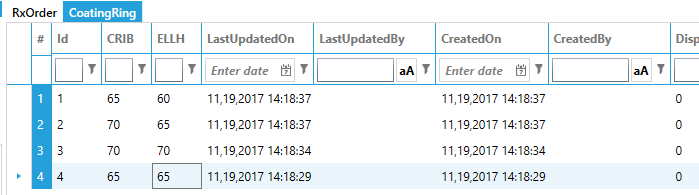 RxOrder CoatingRing
# Id CRIB ELLH LastUpdatedOn LastUpdatedBy CreatedOn CreatedBy Disp
Enter date aA Enter date aA
1 1 65 60 11,19,2017 14:18:37 11,19,2017 14:18:37 0
2 2 70 65 11,19,2017 14:18:37 11,19,2017 14:18:37 0
3 3 70 70 11,19,2017 14:18:34 11,19,2017 14:18:34 0
4 4 65 65 11,19,2017 14:18:29 11,19,2017 14:18:29 0